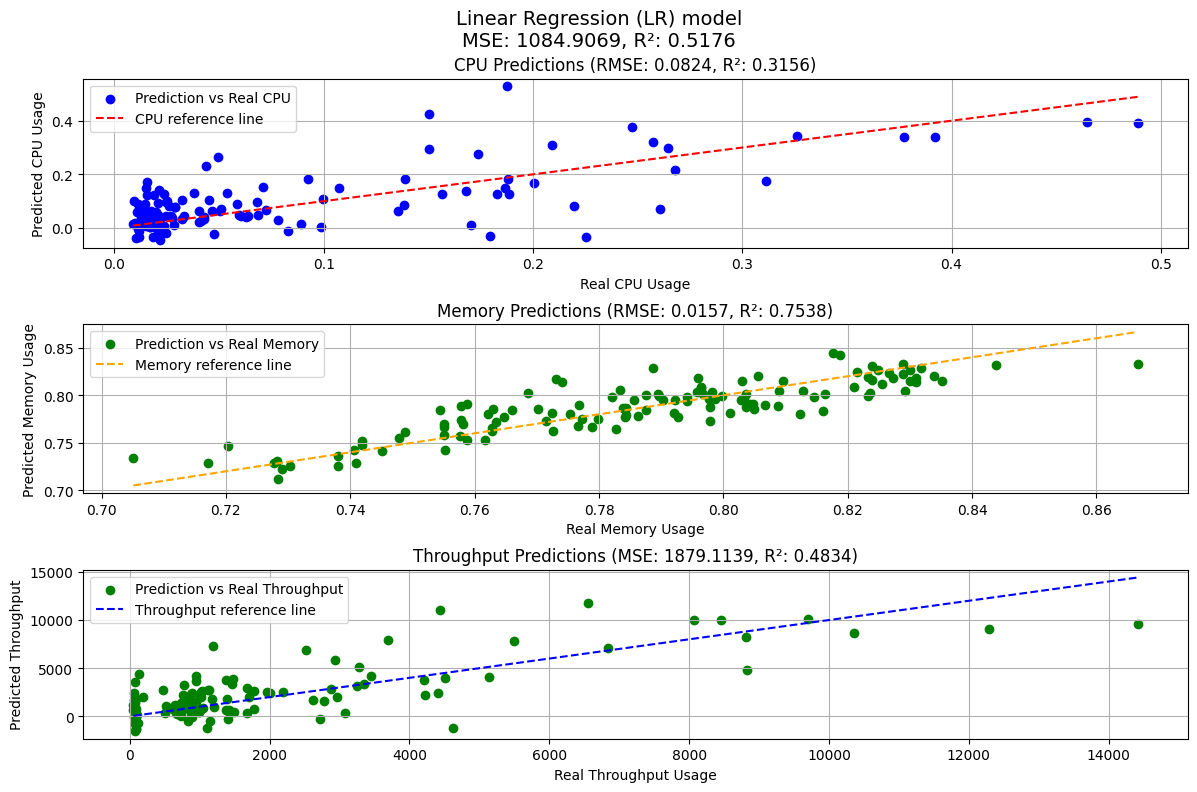 Linear Regression (LR) model
MSE: 1084.9069, R²: 0.5176
CPU Predictions (RMSE: 0.0824, R²: 0.3156)
Prediction vs Real CPU
CPU reference line
Predicted CPU Usage
0.4
0.2
0.0
0.0 0.1 0.2 0.3 0.4 0.5
Real CPU Usage
Memory Predictions (RMSE: 0.0157, R²: 0.7538)
Prediction vs Real Memory
Memory reference line
Predicted Memory Usage
0.85
0.80
0.75
0.70
0.70 0.72 0.74 0.76 0.78 0.80 0.82 0.84 0.86
Real Memory Usage
Throughput Predictions (MSE: 1879.1139, R²: 0.4834)
Prediction vs Real Throughput
Throughput reference line
Predicted Throughput
15000
10000
5000
0
0 2000 4000 6000 8000 10000 12000 14000
Real Throughput Usage